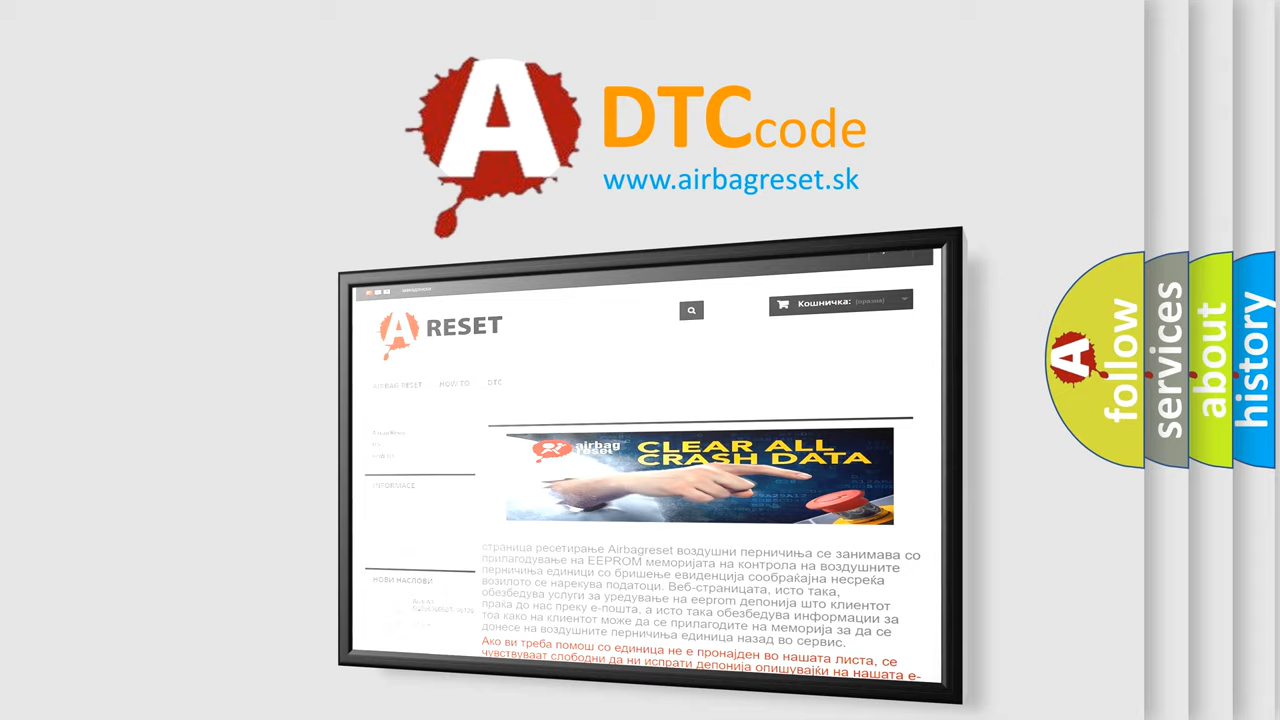 A
DTCcode
www.airbagreset.sk
A RESET
Кошничка: (празна)
AIRBAG RESET
HOW TO
DTC
airbag
reset
CLEAR ALL
CRASH DATA
INFORMACE
НОВИ НАСЛОВИ
страница ресетирање Airbagreset воздушни перничиња се занимава со
прилагодување на EEPROM меморијата на контрола на воздушните
перничиња единици со бришење евиденција сообраќајна несреќа
возилото се нарекува податоци. Веб-страницата, исто така,
обезбедува услуги за уредување на eeprom депонија што клиентот
праќа до нас преку е-пошта, а исто така обезбедува информации за
тоа како на клиентот може да се прилагодите на меморија за да се
донесе на воздушните перничиња единица назад во сервис.
Ако ви треба помош со единица не е пронајден во нашата листа, се
чувствуваат слободни да ни испрати депонија опишувајќи на нашата е-
A
follow
services
about
history